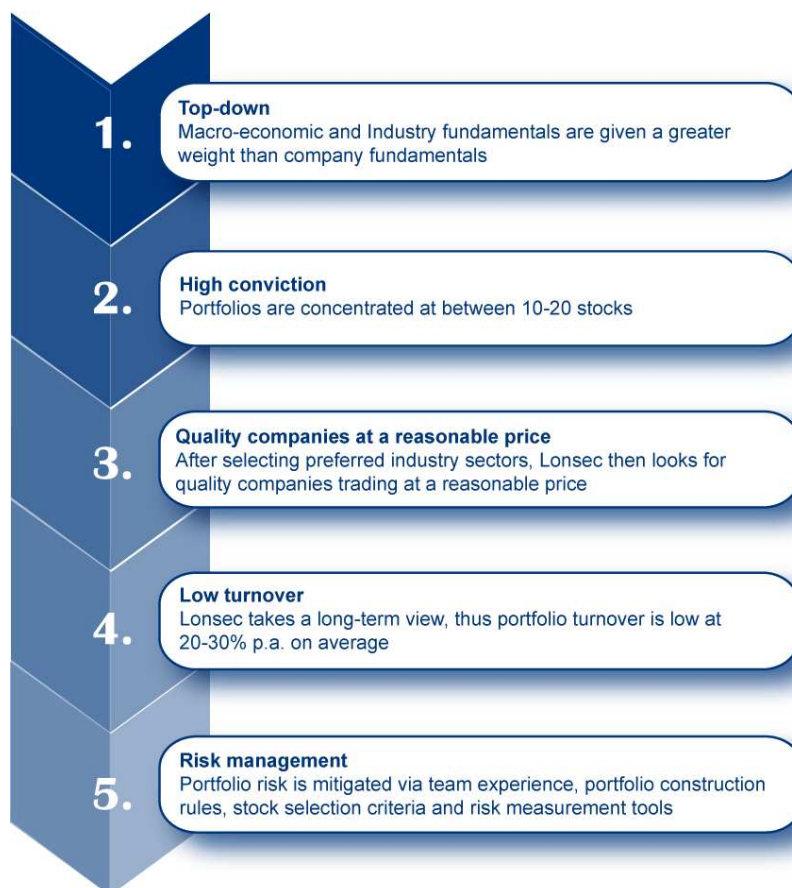 1.
Top-down
Macro-economic and Industry fundamentals are given a greater
weight than company fundamentals
2.
High conviction
Portfolios are concentrated at between 10-20 stocks
3.
Quality companies at a reasonable price
After selecting preferred industry sectors, Lonsec then looks for
quality companies trading at a reasonable price
4.
Low turnover
Lonsec takes a long-term view, thus portfolio turnover is low at
20-30% p.a. on average
5.
Risk management
Portfolio risk is mitigated via team experience, portfolio construction
rules, stock selection criteria and risk measurement tools